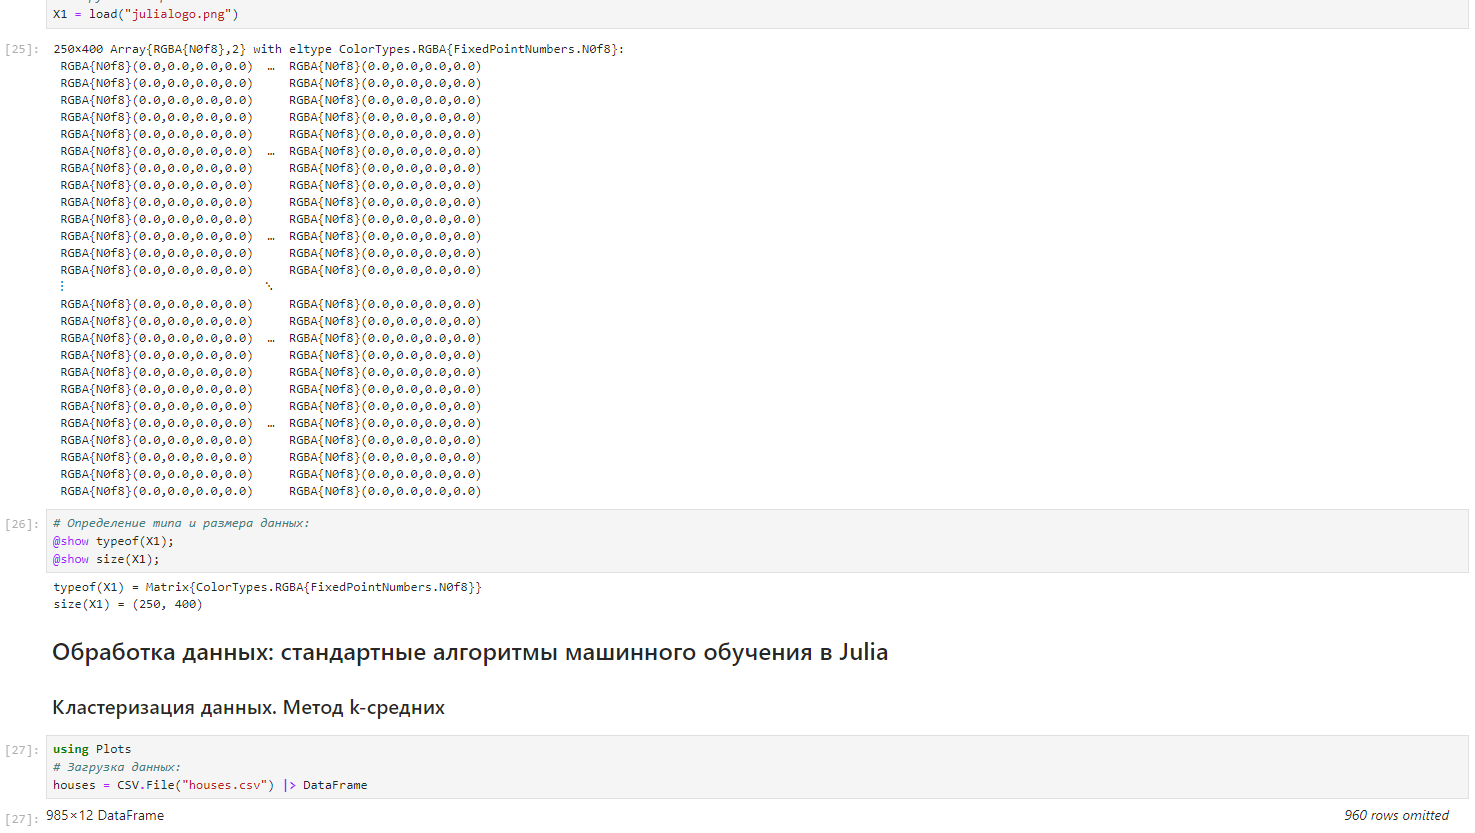 X1 = load("julialogo.png")
[25]: 250×400 Array{RGBA{N0f8},2} with eltype ColorTypes.RGBA{FixedPointNumbers.N0f8}:
RGBA{N0f8}(0.0,0.0,0.0,0.0) … RGBA{N0f8}(0.0,0.0,0.0,0.0)
RGBA{N0f8}(0.0,0.0,0.0,0.0) RGBA{N0f8}(0.0,0.0,0.0,0.0)
RGBA{N0f8}(0.0,0.0,0.0,0.0) RGBA{N0f8}(0.0,0.0,0.0,0.0)
RGBA{N0f8}(0.0,0.0,0.0,0.0) RGBA{N0f8}(0.0,0.0,0.0,0.0)
RGBA{N0f8}(0.0,0.0,0.0,0.0) RGBA{N0f8}(0.0,0.0,0.0,0.0)
RGBA{N0f8}(0.0,0.0,0.0,0.0) … RGBA{N0f8}(0.0,0.0,0.0,0.0)
RGBA{N0f8}(0.0,0.0,0.0,0.0) RGBA{N0f8}(0.0,0.0,0.0,0.0)
RGBA{N0f8}(0.0,0.0,0.0,0.0) RGBA{N0f8}(0.0,0.0,0.0,0.0)
RGBA{N0f8}(0.0,0.0,0.0,0.0) RGBA{N0f8}(0.0,0.0,0.0,0.0)
RGBA{N0f8}(0.0,0.0,0.0,0.0) RGBA{N0f8}(0.0,0.0,0.0,0.0)
RGBA{N0f8}(0.0,0.0,0.0,0.0) … RGBA{N0f8}(0.0,0.0,0.0,0.0)
RGBA{N0f8}(0.0,0.0,0.0,0.0) RGBA{N0f8}(0.0,0.0,0.0,0.0)
RGBA{N0f8}(0.0,0.0,0.0,0.0) RGBA{N0f8}(0.0,0.0,0.0,0.0)
⋮ ⋱
RGBA{N0f8}(0.0,0.0,0.0,0.0) RGBA{N0f8}(0.0,0.0,0.0,0.0)
RGBA{N0f8}(0.0,0.0,0.0,0.0) RGBA{N0f8}(0.0,0.0,0.0,0.0)
RGBA{N0f8}(0.0,0.0,0.0,0.0) … RGBA{N0f8}(0.0,0.0,0.0,0.0)
RGBA{N0f8}(0.0,0.0,0.0,0.0) RGBA{N0f8}(0.0,0.0,0.0,0.0)
RGBA{N0f8}(0.0,0.0,0.0,0.0) RGBA{N0f8}(0.0,0.0,0.0,0.0)
RGBA{N0f8}(0.0,0.0,0.0,0.0) RGBA{N0f8}(0.0,0.0,0.0,0.0)
RGBA{N0f8}(0.0,0.0,0.0,0.0) RGBA{N0f8}(0.0,0.0,0.0,0.0)
RGBA{N0f8}(0.0,0.0,0.0,0.0) … RGBA{N0f8}(0.0,0.0,0.0,0.0)
RGBA{N0f8}(0.0,0.0,0.0,0.0) RGBA{N0f8}(0.0,0.0,0.0,0.0)
RGBA{N0f8}(0.0,0.0,0.0,0.0) RGBA{N0f8}(0.0,0.0,0.0,0.0)
RGBA{N0f8}(0.0,0.0,0.0,0.0) RGBA{N0f8}(0.0,0.0,0.0,0.0)
RGBA{N0f8}(0.0,0.0,0.0,0.0) RGBA{N0f8}(0.0,0.0,0.0,0.0)
[26]: # Определение типа и размера данных:
@show typeof(X1);
@show size(X1);
typeof(X1) = Matrix{ColorTypes.RGBA{FixedPointNumbers.N0f8}}
size(X1) = (250, 400)
Обработка данных: стандартные алгоритмы машинного обучения в Julia
Кластеризация данных. Метод k-средних
[27]: using Plots
# Загрузка данных:
houses = CSV.File("houses.csv") |> DataFrame
[27]: 985×12 DataFrame 960 rows omitted